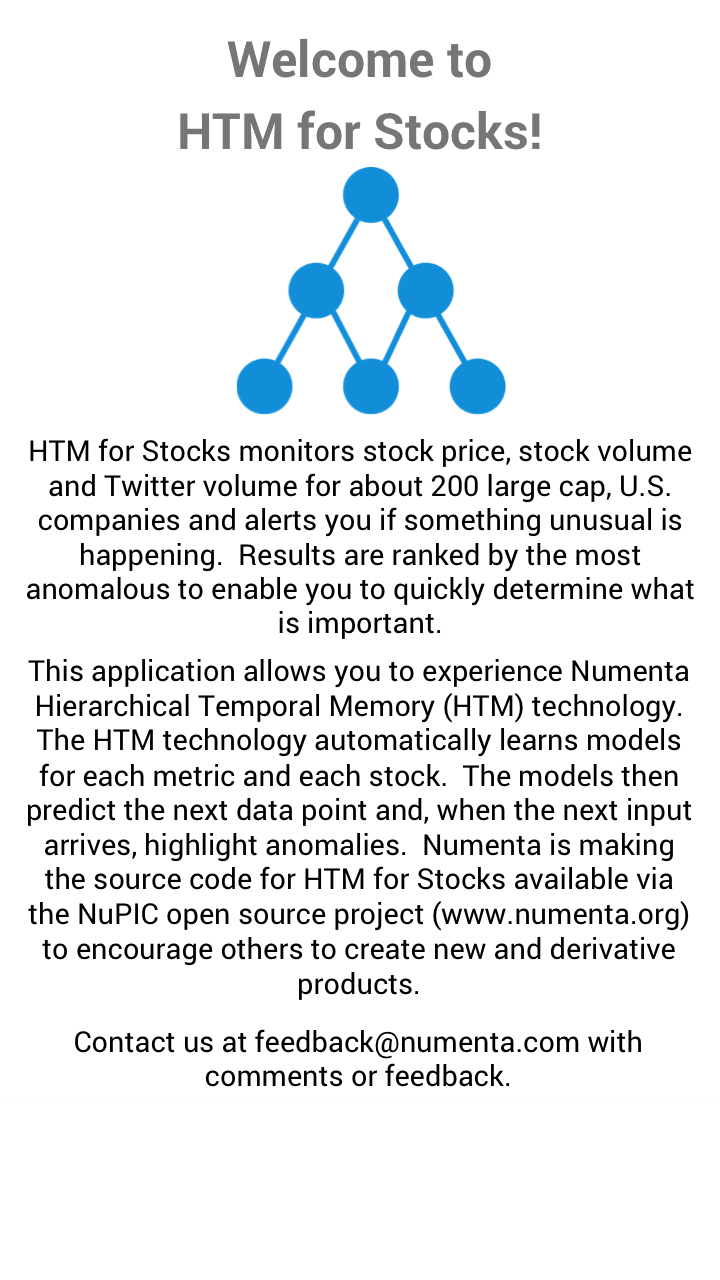 Welcome to
HTM for Stocks!
HTM for Stocks monitors stock price, stock volume
and Twitter volume for about 200 large cap, U.S.
companies and alerts you if something unusual is
happening.  Results are ranked by the most
anomalous to enable you to quickly determine what
is important.
This application allows you to experience Numenta
Hierarchical Temporal Memory (HTM) technology.
The HTM technology automatically learns models
for each metric and each stock.  The models then
predict the next data point and, when the next input
arrives, highlight anomalies.  Numenta is making
the source code for HTM for Stocks available via
the NuPIC open source project (www.numenta.org)
to encourage others to create new and derivative
products.
Contact us at feedback@numenta.com with
comments or feedback.